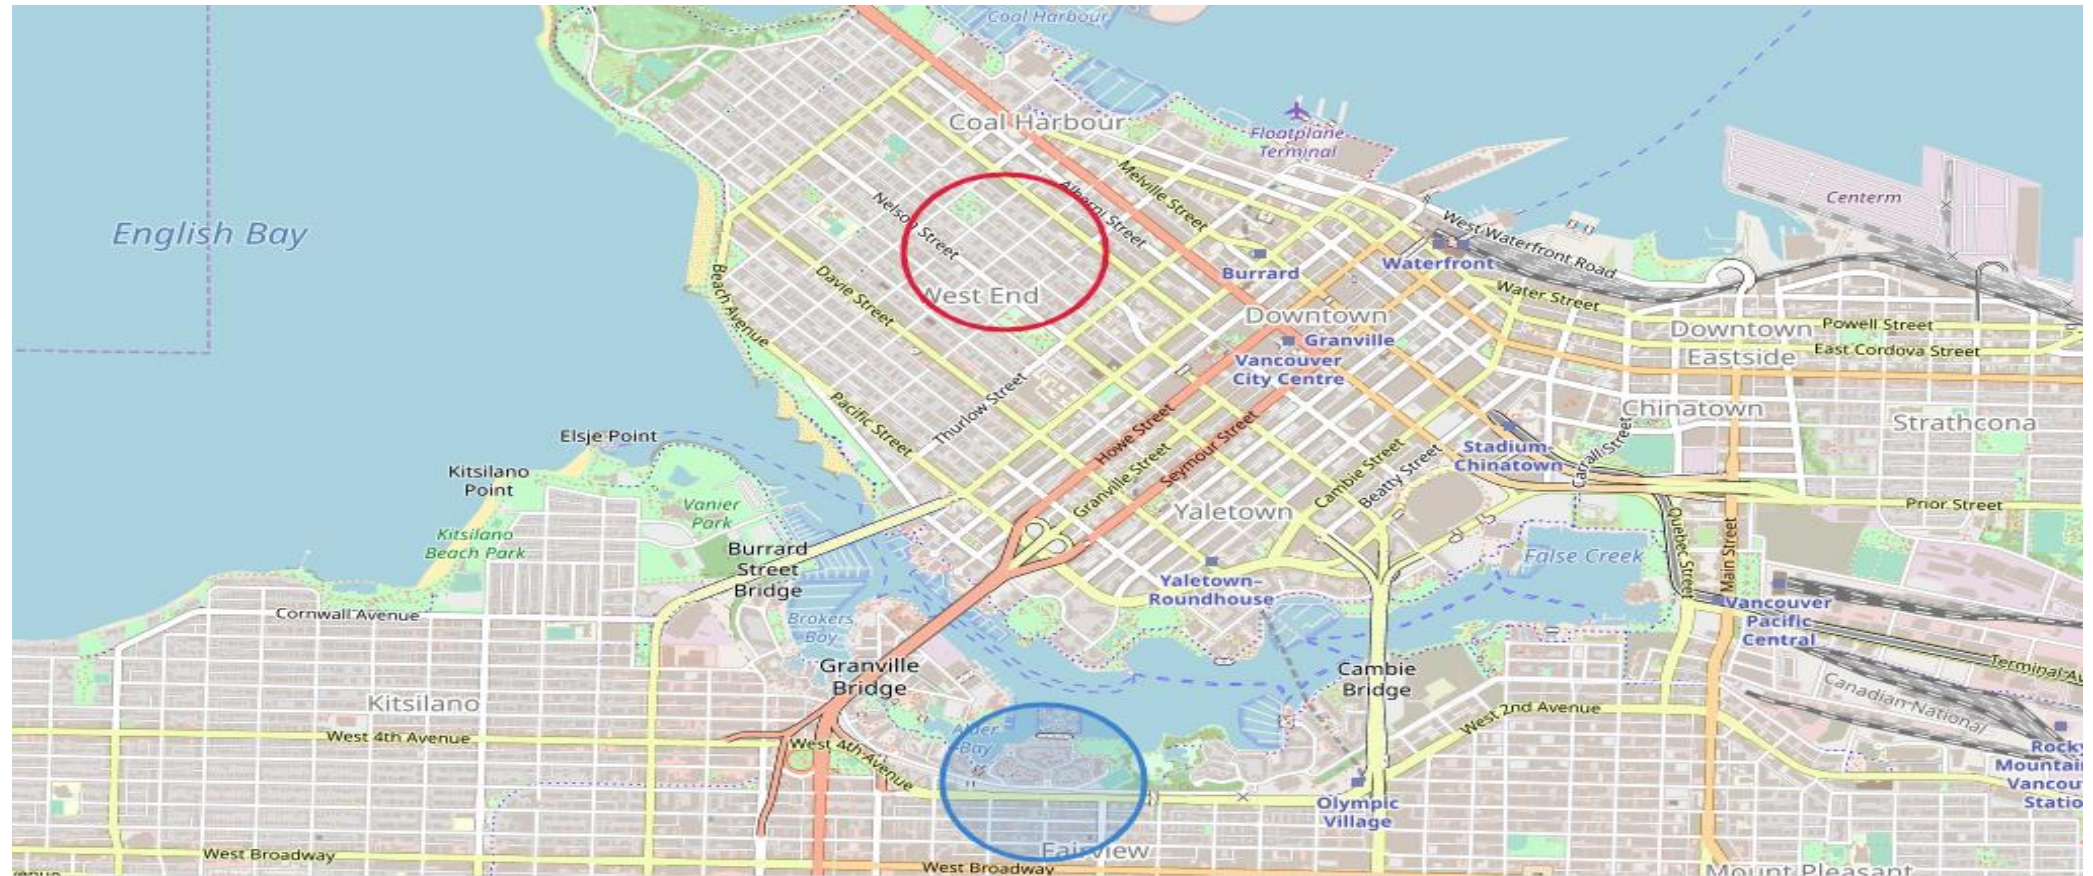 Coal Harbour
Coal Harbour
Floatplane
Terminal
Melville Street
Alberni Street
Nelson Street
English Bay
Centerm
West Waterfront Road
Burrard
Waterfront
Beach Avenue
Davie Street
West End
Water Street
Downtown
Granville
Vancouver
City Centre
Downtown
Eastside
Powell Street
East Cordova Street
Pacific Street
Thurlow Street
Howe Street
Granville Street
Seymour Street
Cambie Street
Beatty Street
Stadium-
Chinatown
Carrall Street
Chinatown
Strathcona
Elsje Point
Kitsilano
Point
Vanier
Park
Kitsilano
Beach Park
Yaletown
Prior Street
Burrard
Street
Bridge
False Creek
Quebec Street
Main Street
Yaletown–
Roundhouse
Vancouver
Pacific
Central
Cornwall Avenue
Brokers
Bay
Granville
Bridge
Cambie
Bridge
Terminal Av
Canadian National
Kitsilano
West 2nd Avenue
West 4th Avenue
West 4th Avenue
Alder
Bay
Rocky
Mountai
Vancou
Statio
Olympic
Village
West Broadway
Fairview
West Broadway
Mount Pleasant